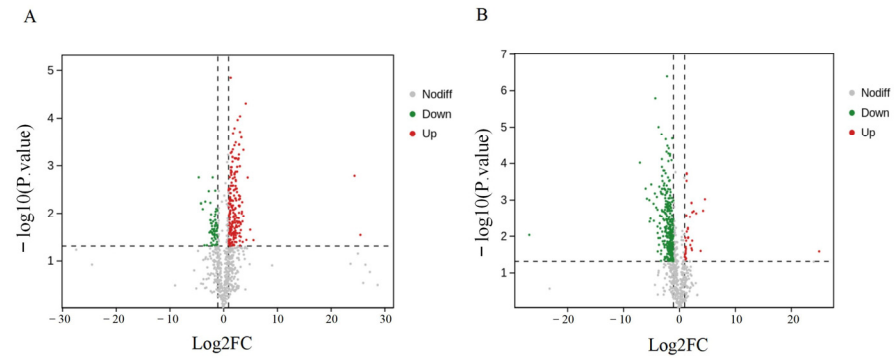 A
5
4
3
2
1
− log10(P.value)
−30
−20
−10
0
10
20
30
Log2FC
Nodiff
Down
Up
B
7
6
5
4
3
2
1
− log10(P.value)
−20
−10
0
10
20
Log2FC
Nodiff
Down
Up